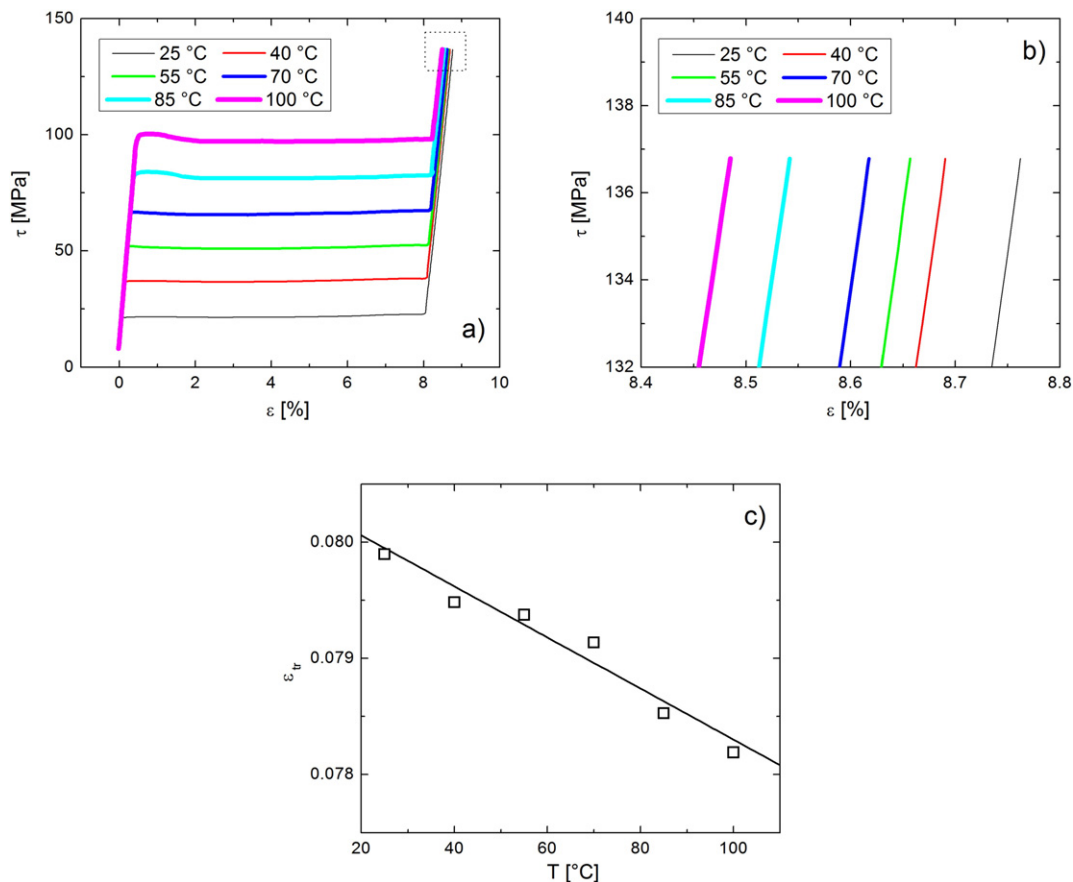 150
100
50
0
τ [MPa]
25 °C 40 °C
55 °C 70 °C
85 °C 100 °C
a)
0 2 4 6 8 10
ε [%]
140
138
136
134
132
τ [MPa]
25 °C 40 °C
55 °C 70 °C
85 °C 100 °C
b)
8.4 8.5 8.6 8.7 8.8
ε [%]
c)
0.080
0.079
0.078
ε tr
20 40 60 80 100
T [°C]